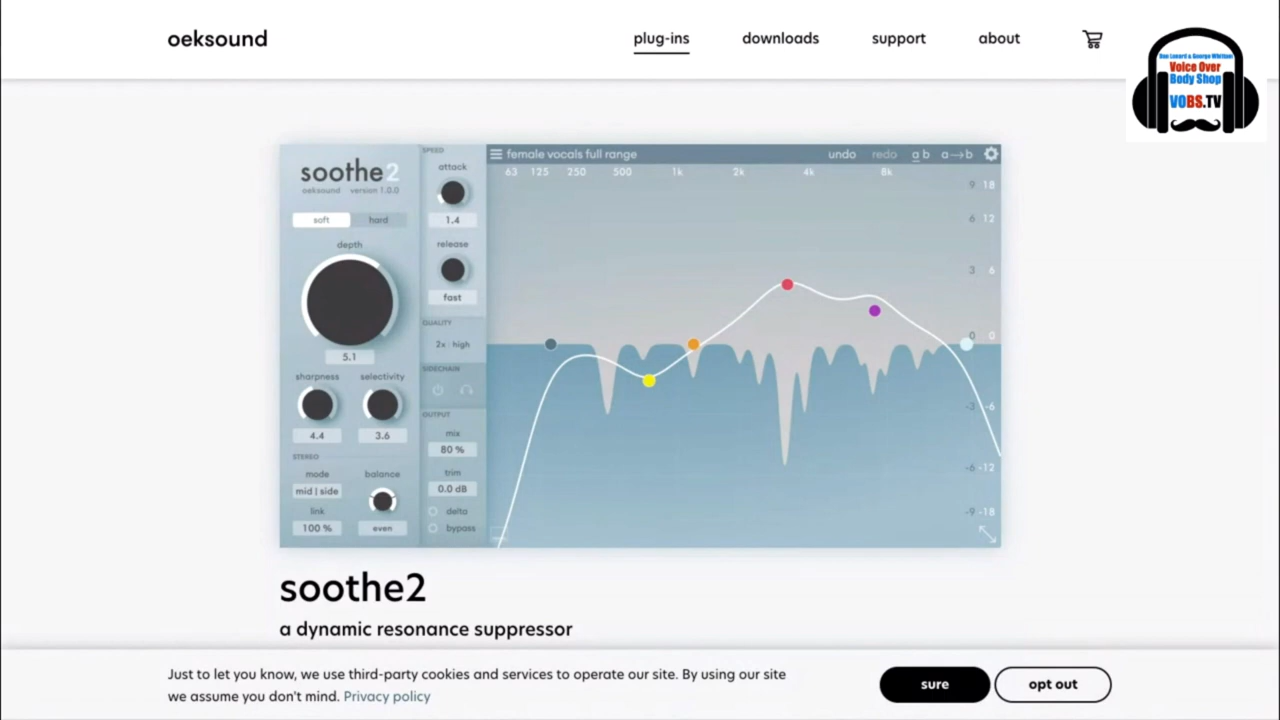 oeksound
plug-ins
downloads
support
about
Dan Lenard & George Whittam
Voice Over
Body Shop
VOBS.TV
soothe2
oeksound version 1.0.0
soft
hard
depth
5.1
sharpness
selectivity
4.4
3.6
STEREO
mode
balance
mid | side
link
100 %
even
SPEED
attack
1.4
release
fast
QUALITY
2x : high
SIDECHAIN
OUTPUT
mix
80 %
trim
0.0 dB
delta
bypass
female vocals full range
undo
redo
a b
a→b
63 125 250 500 1k 2k 4k 8k
9 18
6 12
3 6
0 0
-3 -6
-6 -12
-9 -18
soothe2
a dynamic resonance suppressor
Just to let you know, we use third-party cookies and services to operate our site. By using our site
we assume you don't mind. Privacy policy
sure
opt out